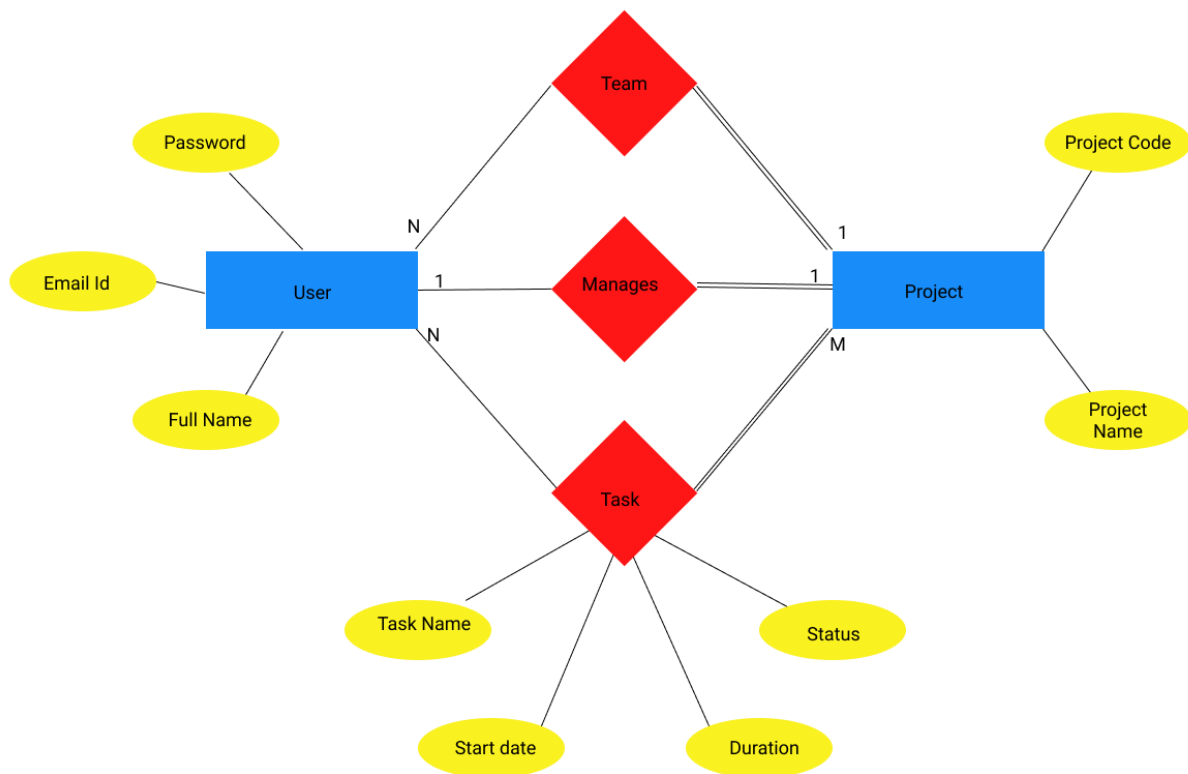 Team
Password
Project Code
N
1
Email Id
User
1
Manages
1
Project
N
M
Full Name
Project
Name
Task
Task Name
Status
Start date
Duration